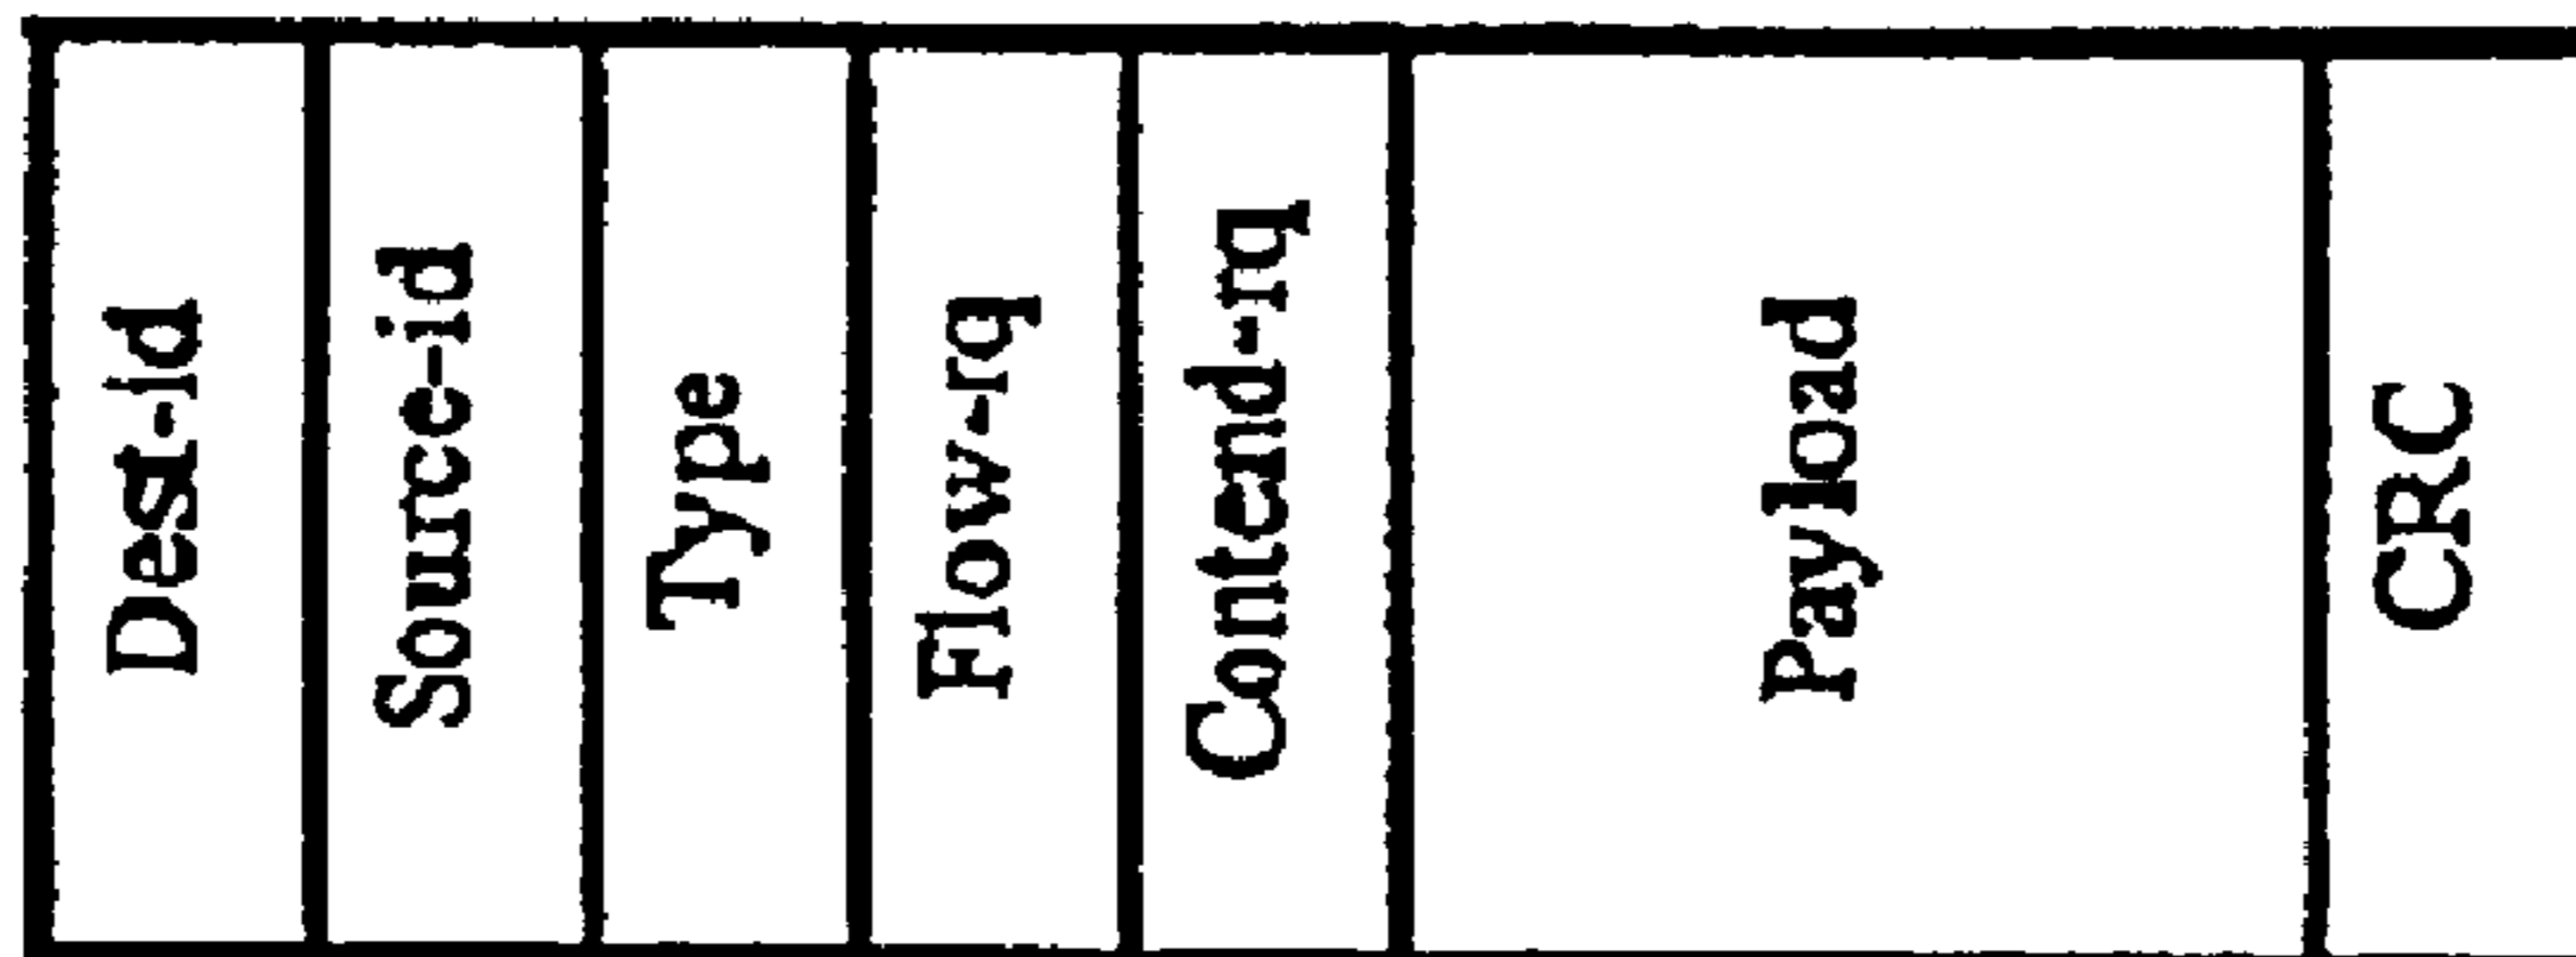 Dest-id
Source-id
Type
Flow-rq
Contend-rq
Payload
CRC